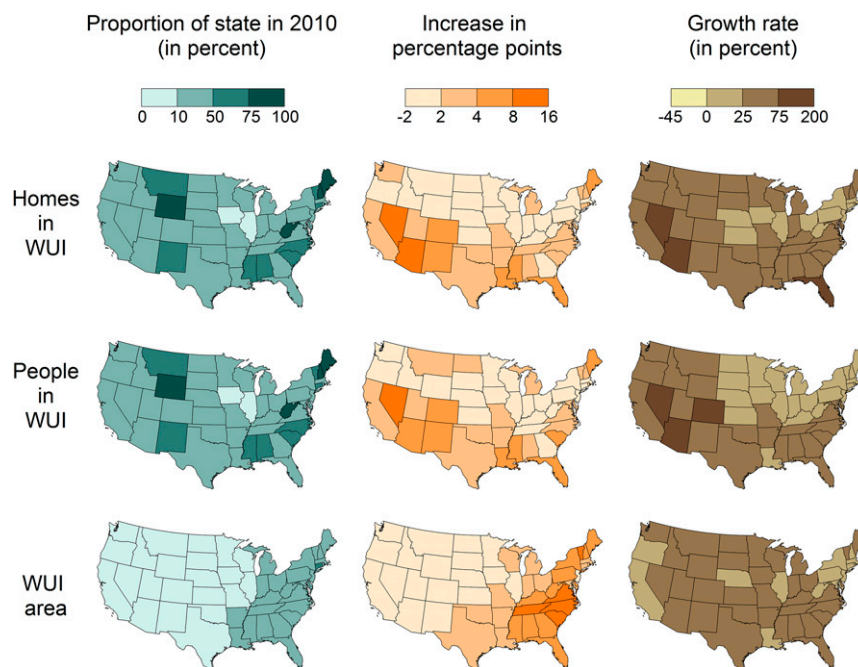 Proportion of state in 2010
(in percent)
Increase in
percentage points
Growth rate
(in percent)
0 10 50 75 100
-2 2 4 8 16
-45 0 25 75 200
Homes
in
WUI
People
in
WUI
WUI
area